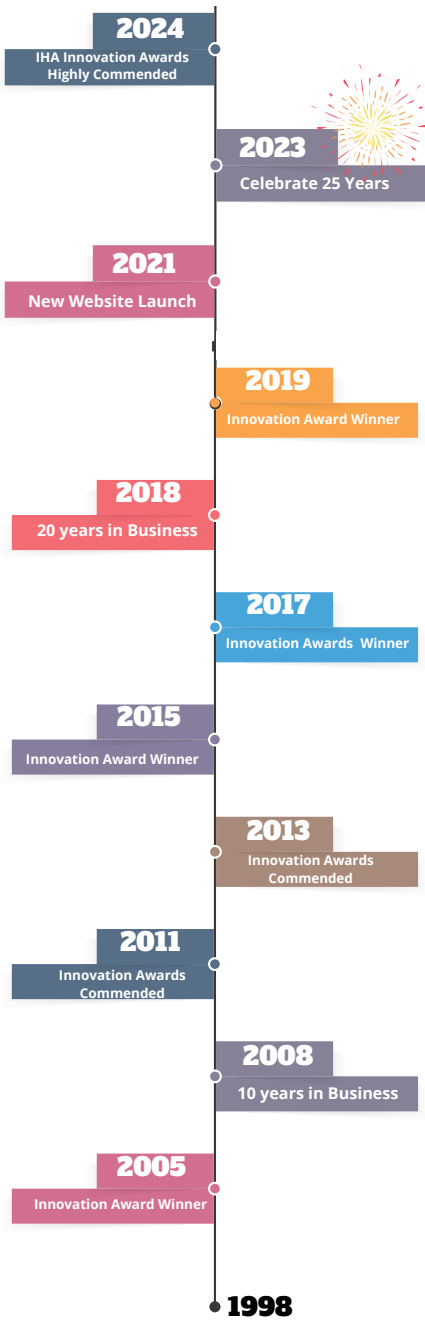 2024
IHA Innovation Awards
Highly Commended
2023
Celebrate 25 Years
2021
New Website Launch
2019
Innovation Award Winner
2018
20 years in Business
2017
Innovation Awards  Winner
2015
Innovation Award Winner
2013
Innovation Awards
Commended
2011
Innovation Awards
Commended
2008
10 years in Business
2005
Innovation Award Winner
1998